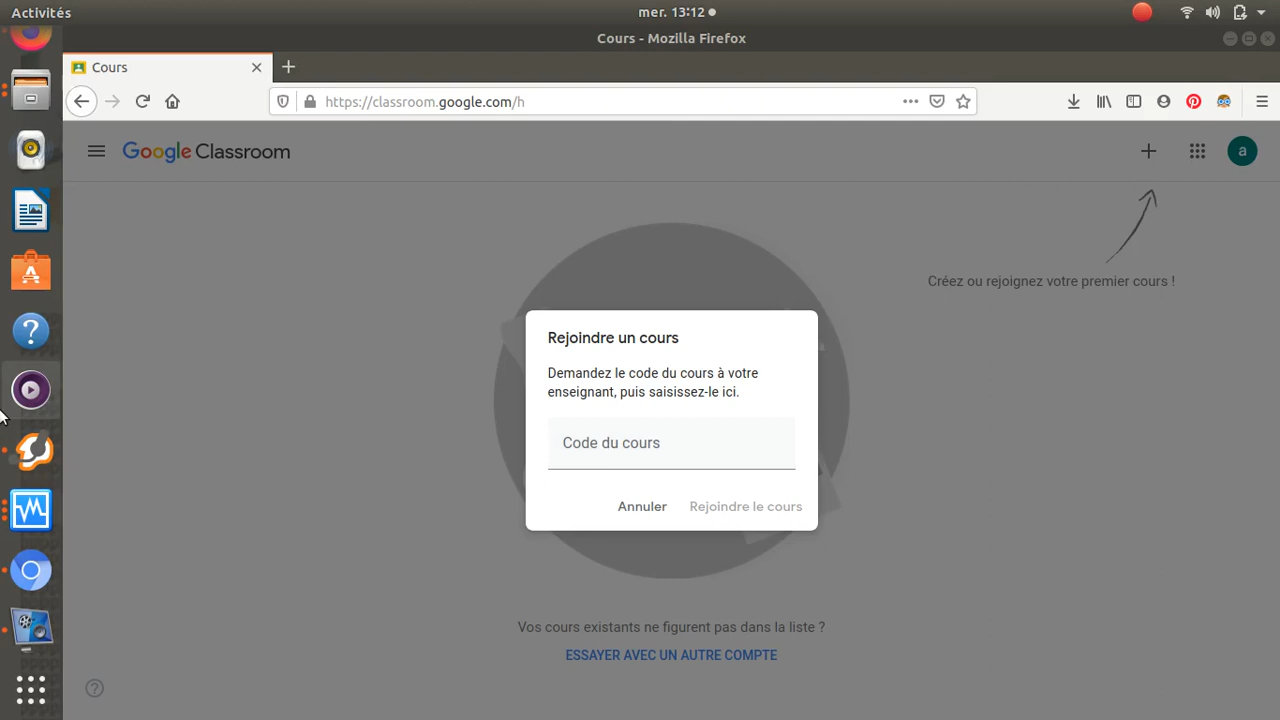 Activités
mer. 13:12
Cours - Mozilla Firefox
Cours
https://classroom.google.com/h
Google Classroom
a
Créez ou rejoignez votre premier cours !
Rejoindre un cours
Demandez le code du cours à votre
enseignant, puis saisissez-le ici.
Code du cours
Annuler
Rejoindre le cours
Vos cours existants ne figurent pas dans la liste ?
ESSAYER AVEC UN AUTRE COMPTE